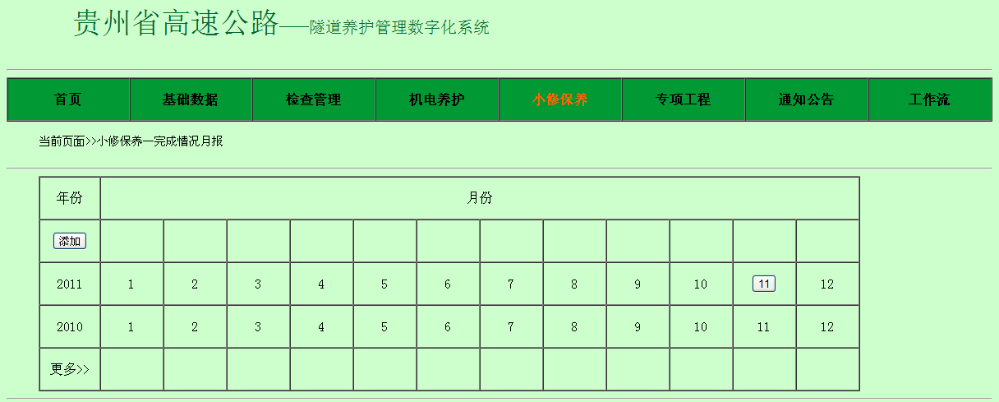 贵州省高速公路——隧道养护管理数字化系统
首页 基础数据 检查管理 机电养护 小修保养 专项工程 通知公告 工作流
当前页面>>小修保养—完成情况月报
年份 月份
添加
2011 1 2 3 4 5 6 7 8 9 10 11 12
2010 1 2 3 4 5 6 7 8 9 10 11 12
更多>>